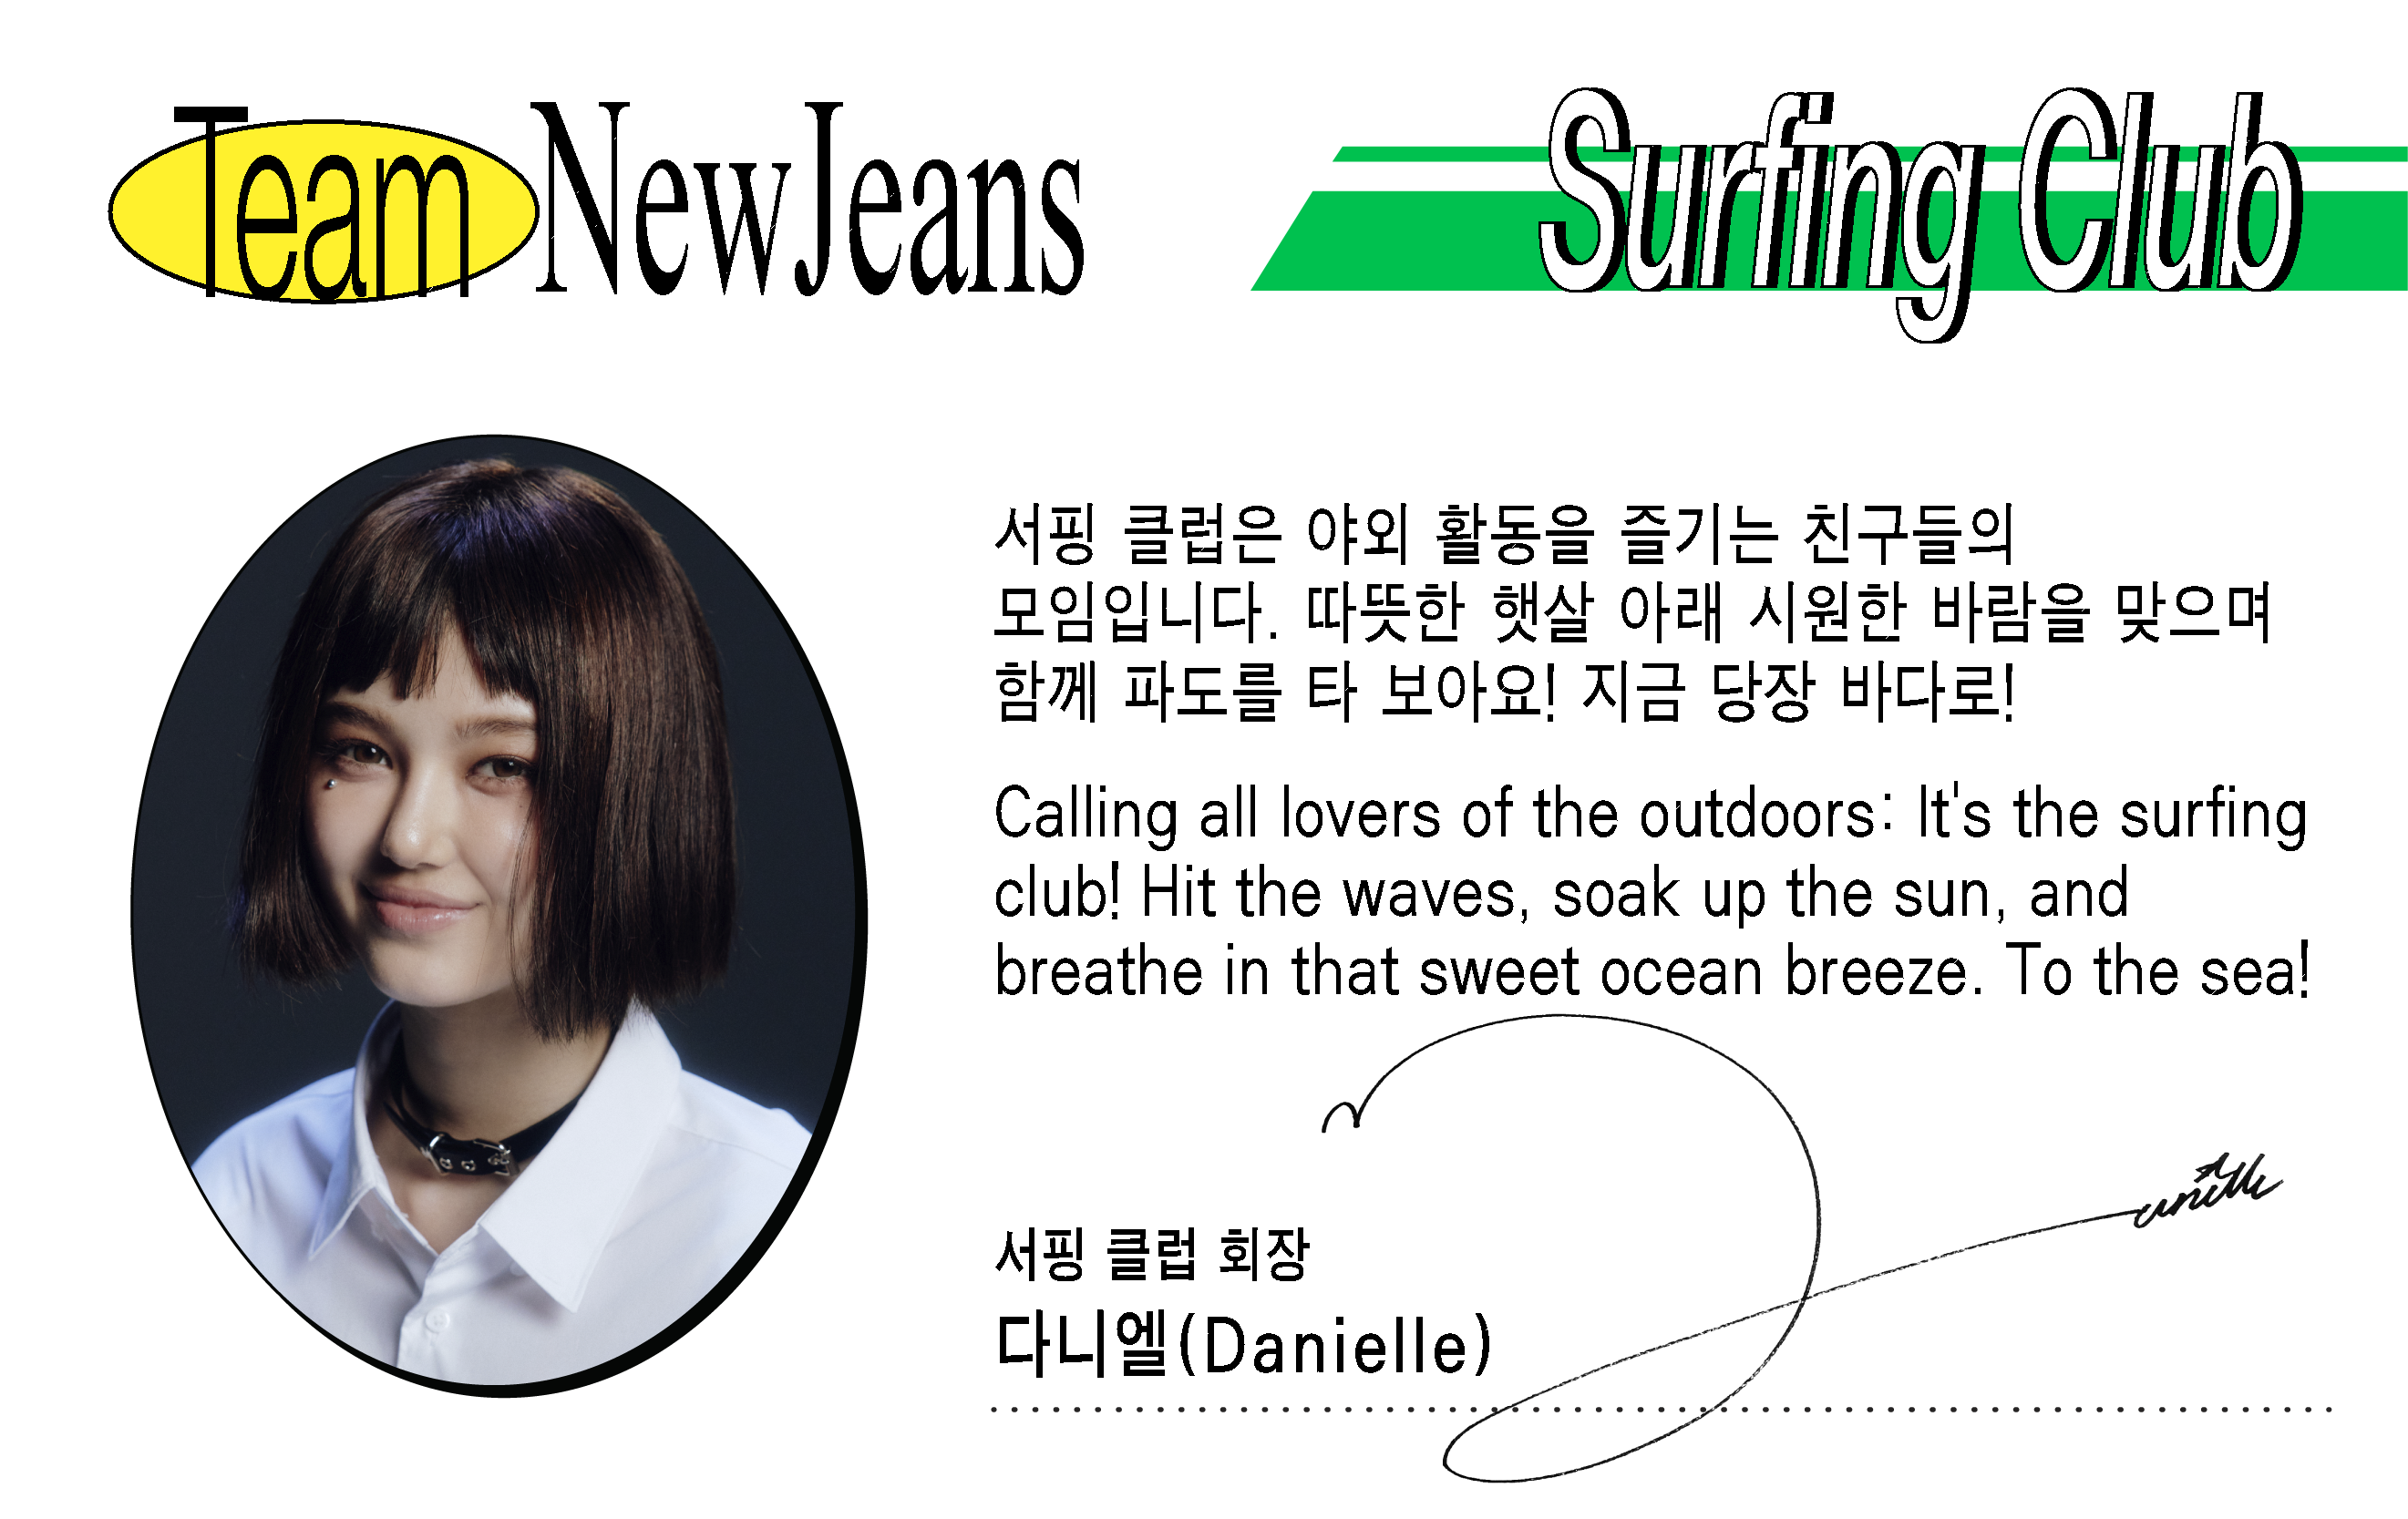 Team NewJeans
Surfing Club
서핑 클럽은 야외 활동을 즐기는 친구들의
모임입니다. 따뜻한 햇살 아래 시원한 바람을 맞으며
함께 파도를 타 보아요! 지금 당장 바다로!
Calling all lovers of the outdoors: It's the surfing
club! Hit the waves, soak up the sun, and
breathe in that sweet ocean breeze. To the sea!
서핑 클럽 회장
다니엘(Danielle)